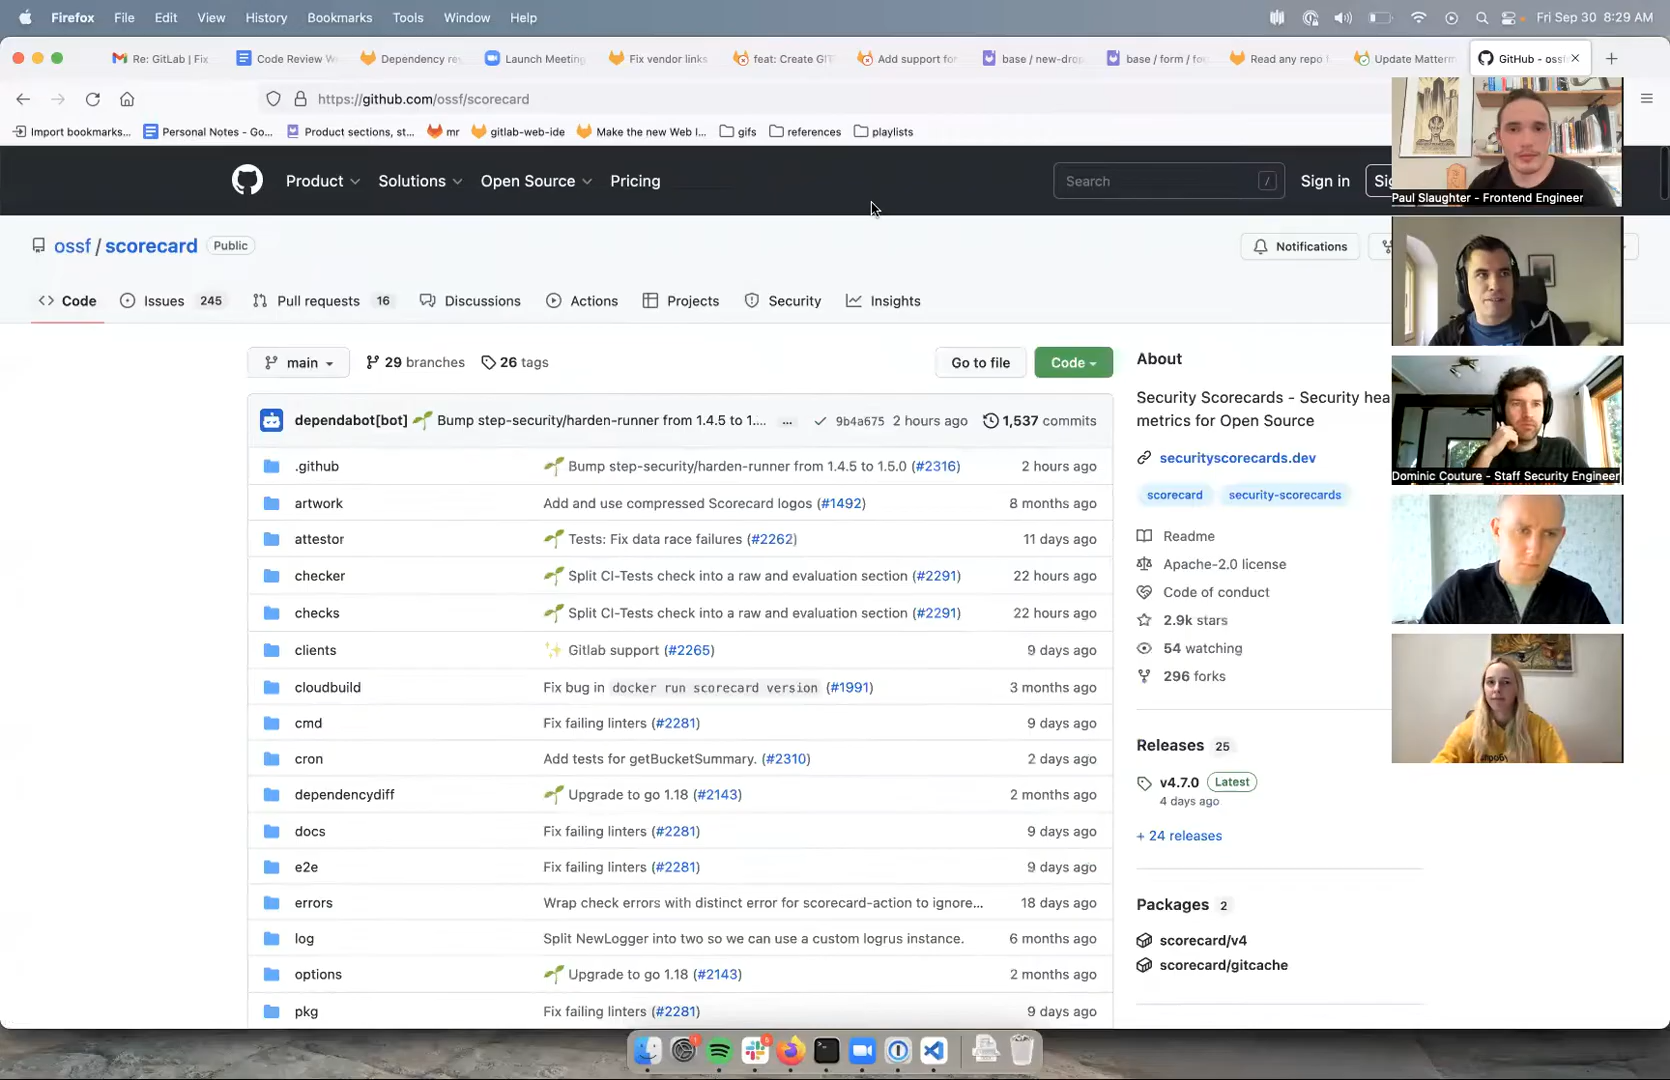 Firefox File Edit View History Bookmarks Tools Window Help Fri Sep 30 8:29 AM
Re: GitLab | Fix Code Review W Dependency re Launch Meeting Fix vendor links feat: Create GIT Add support for base / new-drop base / form / fo Read any repo Update Matterm GitHub - oss
https://github.com/ossf/scorecard
Import bookmarks... Personal Notes - Go... Product sections, st... mr gitlab-web-ide Make the new Web I... gifs references playlists
Product Solutions Open Source Pricing Search / Sign in Sig
Paul Slaughter - Frontend Engineer
ossf / scorecard Public Notifications
Code Issues 245 Pull requests 16 Discussions Actions Projects Security Insights
main 29 branches 26 tags Go to file Code
dependabot[bot] Bump step-security/harden-runner from 1.4.5 to 1.... ... 9b4a675 2 hours ago 1,537 commits
.github Bump step-security/harden-runner from 1.4.5 to 1.5.0 (#2316) 2 hours ago
artwork Add and use compressed Scorecard logos (#1492) 8 months ago
attestor Tests: Fix data race failures (#2262) 11 days ago
checker Split CI-Tests check into a raw and evaluation section (#2291) 22 hours ago
checks Split CI-Tests check into a raw and evaluation section (#2291) 22 hours ago
clients Gitlab support (#2265) 9 days ago
cloudbuild Fix bug in docker run scorecard version (#1991) 3 months ago
cmd Fix failing linters (#2281) 9 days ago
cron Add tests for getBucketSummary. (#2310) 2 days ago
dependencydiff Upgrade to go 1.18 (#2143) 2 months ago
docs Fix failing linters (#2281) 9 days ago
e2e Fix failing linters (#2281) 9 days ago
errors Wrap check errors with distinct error for scorecard-action to ignore... 18 days ago
log Split NewLogger into two so we can use a custom logrus instance. 6 months ago
options Upgrade to go 1.18 (#2143) 2 months ago
pkg Fix failing linters (#2281) 9 days ago
About
Security Scorecards - Security hea
metrics for Open Source
securityscorecards.dev
scorecard security-scorecards
Dominic Couture - Staff Security Engineer
Readme
Apache-2.0 license
Code of conduct
2.9k stars
54 watching
296 forks
Releases 25
v4.7.0 Latest
4 days ago
+ 24 releases
Packages 2
scorecard/v4
scorecard/gitcache